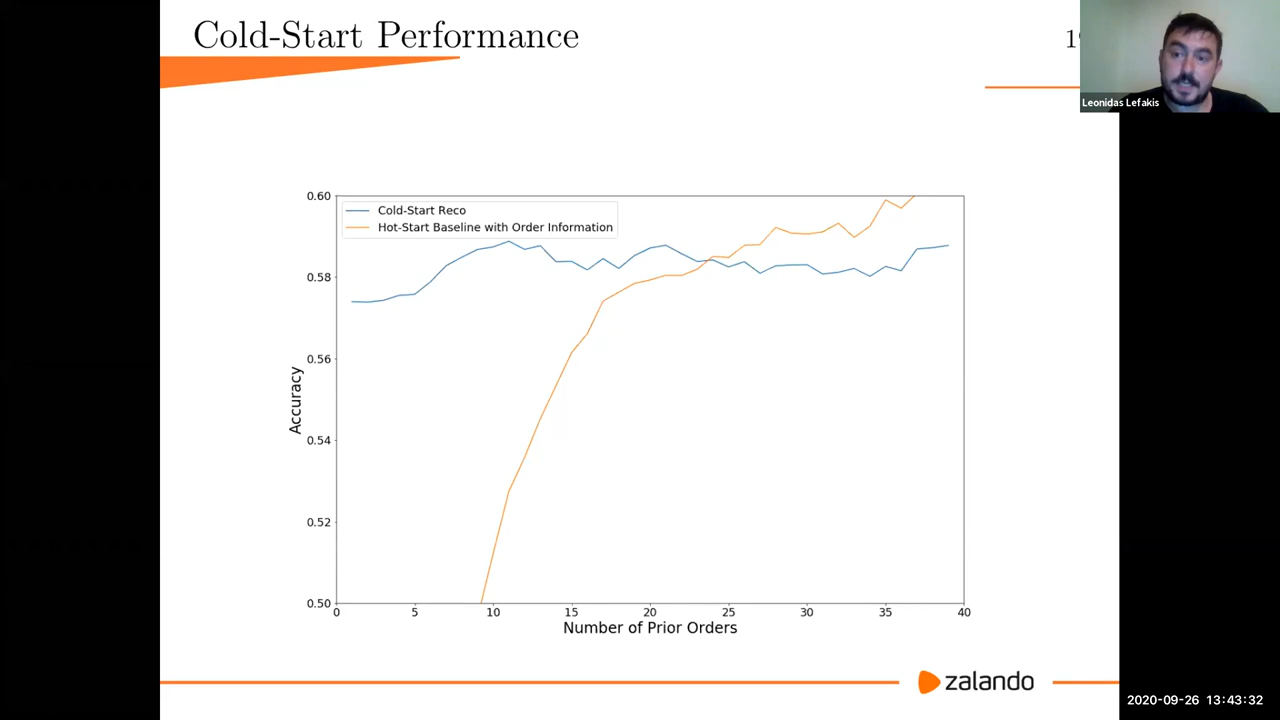 Cold-Start Performance
Leonidas Lefakis
Cold-Start Reco
Hot-Start Baseline with Order Information
0.60
0.58
0.56
0.54
0.52
0.50
Accuracy
0 5 10 15 20 25 30 35 40
Number of Prior Orders
zalando
2020-09-26 13:43:32